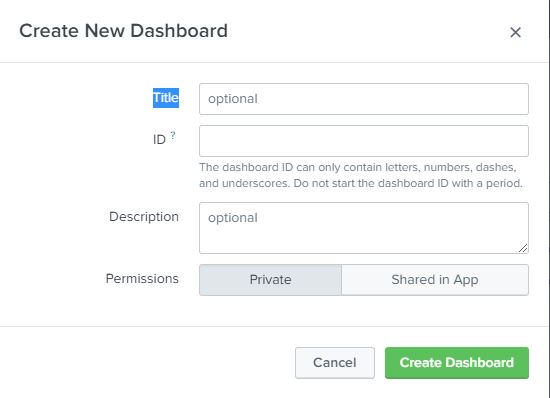 Create New Dashboard ×
Title optional
ID ?
The dashboard ID can only contain letters, numbers, dashes,
and underscores. Do not start the dashboard ID with a period.
Description optional
Permissions Private Shared in App
Cancel Create Dashboard